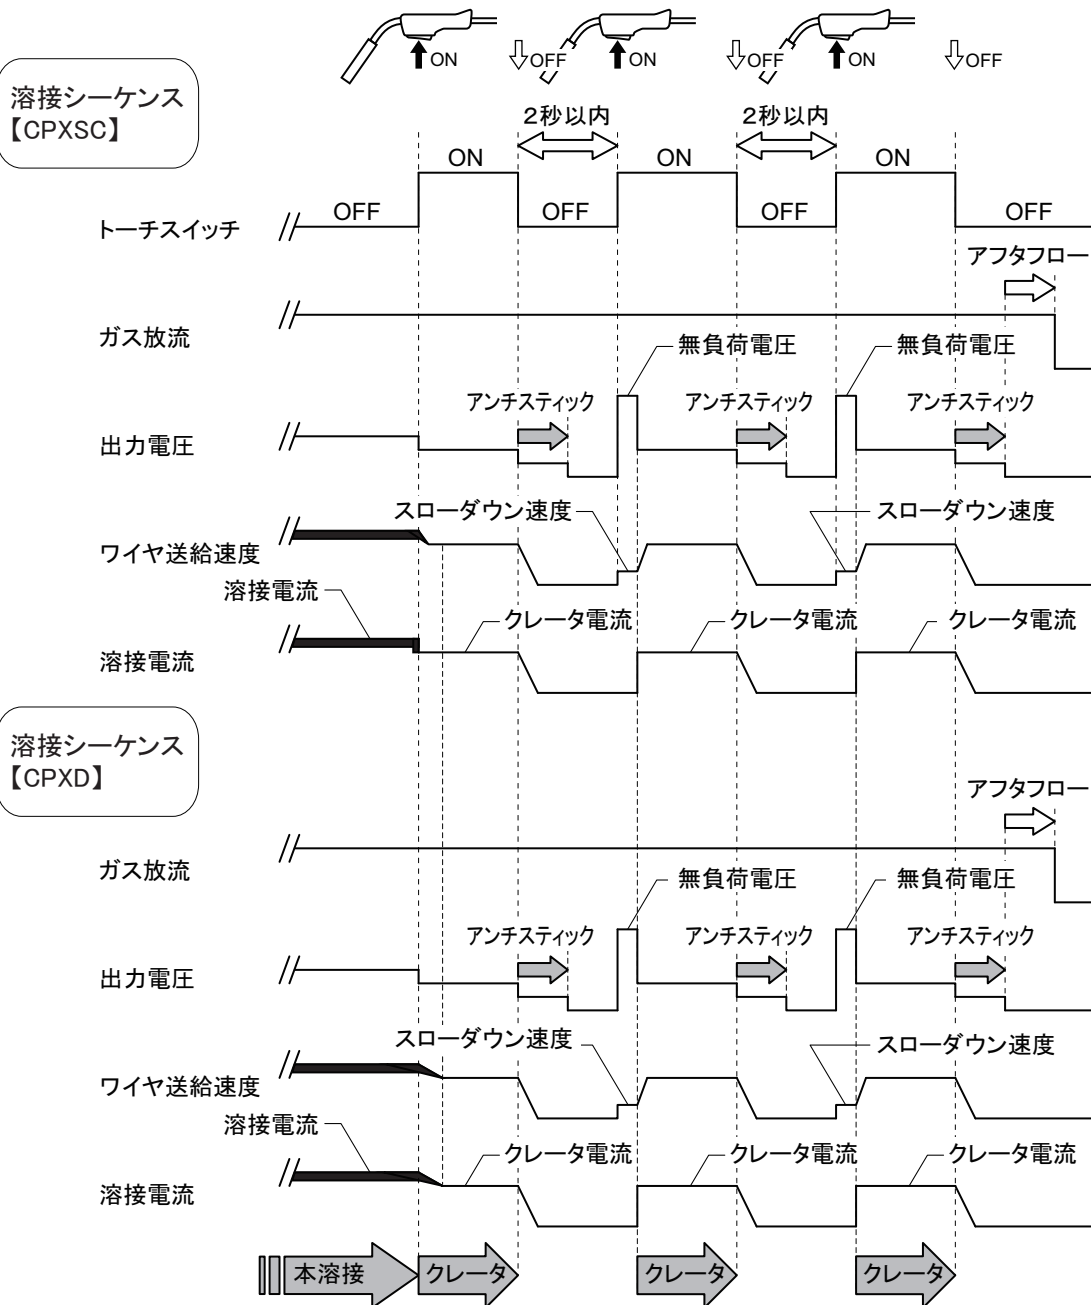 ON
OFF
ON
OFF
ON
OFF
溶接シーケンス
【CPXSC】
2秒以内
2秒以内
ON
ON
ON
トーチスイッチ
OFF
OFF
OFF
OFF
アフタフロー
ガス放流
無負荷電圧
無負荷電圧
アンチスティック
アンチスティック
アンチスティック
出力電圧
スローダウン速度
スローダウン速度
ワイヤ送給速度
溶接電流
クレータ電流
クレータ電流
クレータ電流
溶接電流
溶接シーケンス
【CPXD】
アフタフロー
ガス放流
無負荷電圧
無負荷電圧
アンチスティック
アンチスティック
アンチスティック
出力電圧
スローダウン速度
スローダウン速度
ワイヤ送給速度
溶接電流
クレータ電流
クレータ電流
クレータ電流
溶接電流
本溶接
クレータ
クレータ
クレータ